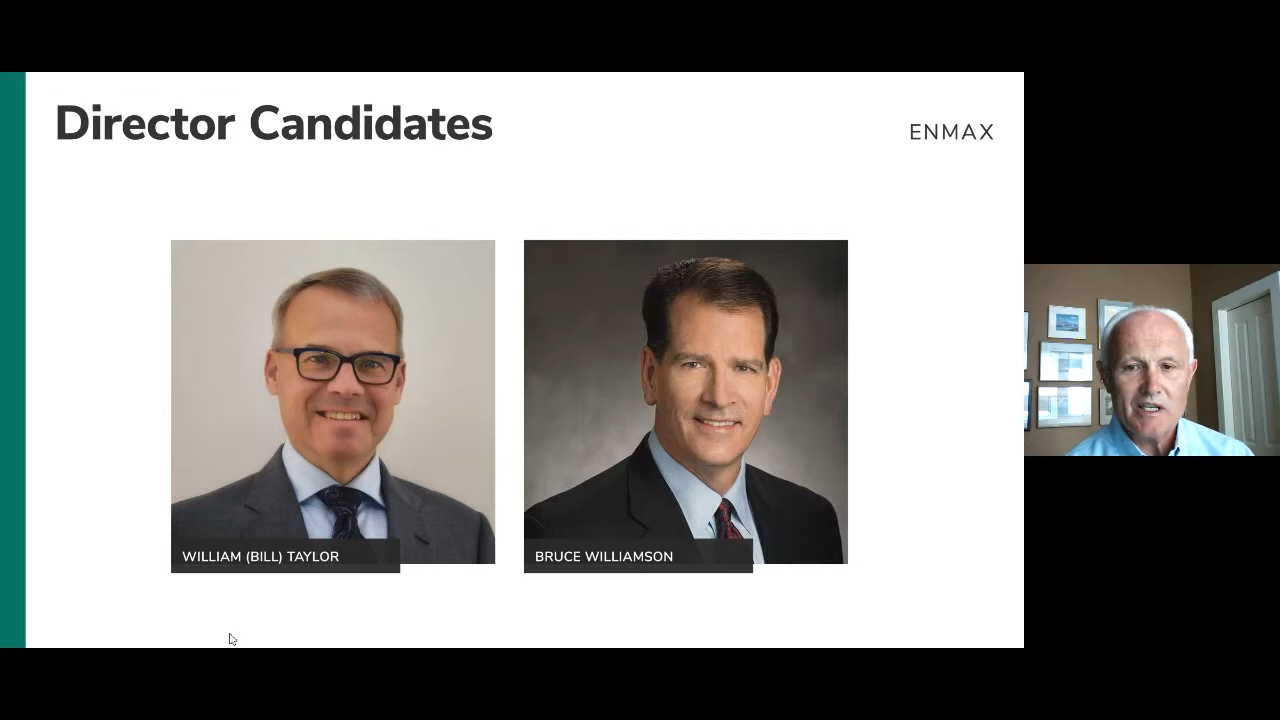 Director Candidates
ENMAX
WILLIAM (BILL) TAYLOR
BRUCE WILLIAMSON